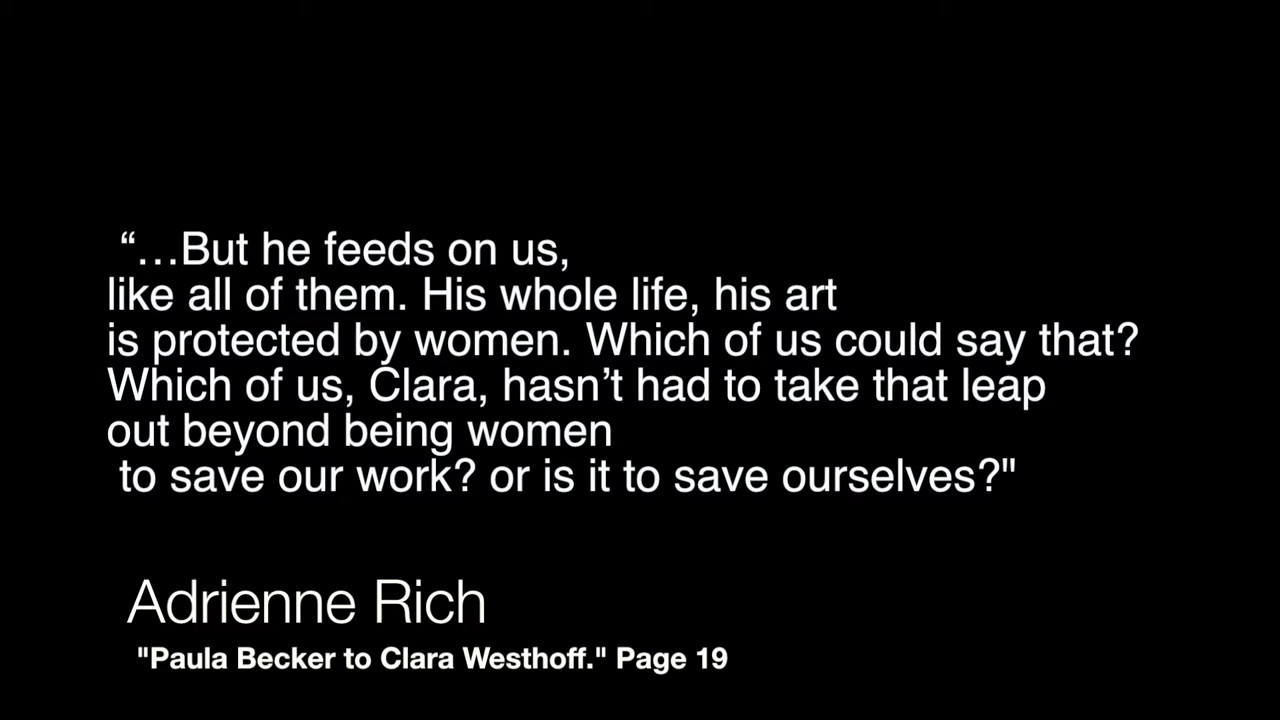 “…But he feeds on us,
like all of them. His whole life, his art
is protected by women. Which of us could say that?
Which of us, Clara, hasn’t had to take that leap
out beyond being women
to save our work? or is it to save ourselves?"
Adrienne Rich
"Paula Becker to Clara Westhoff." Page 19